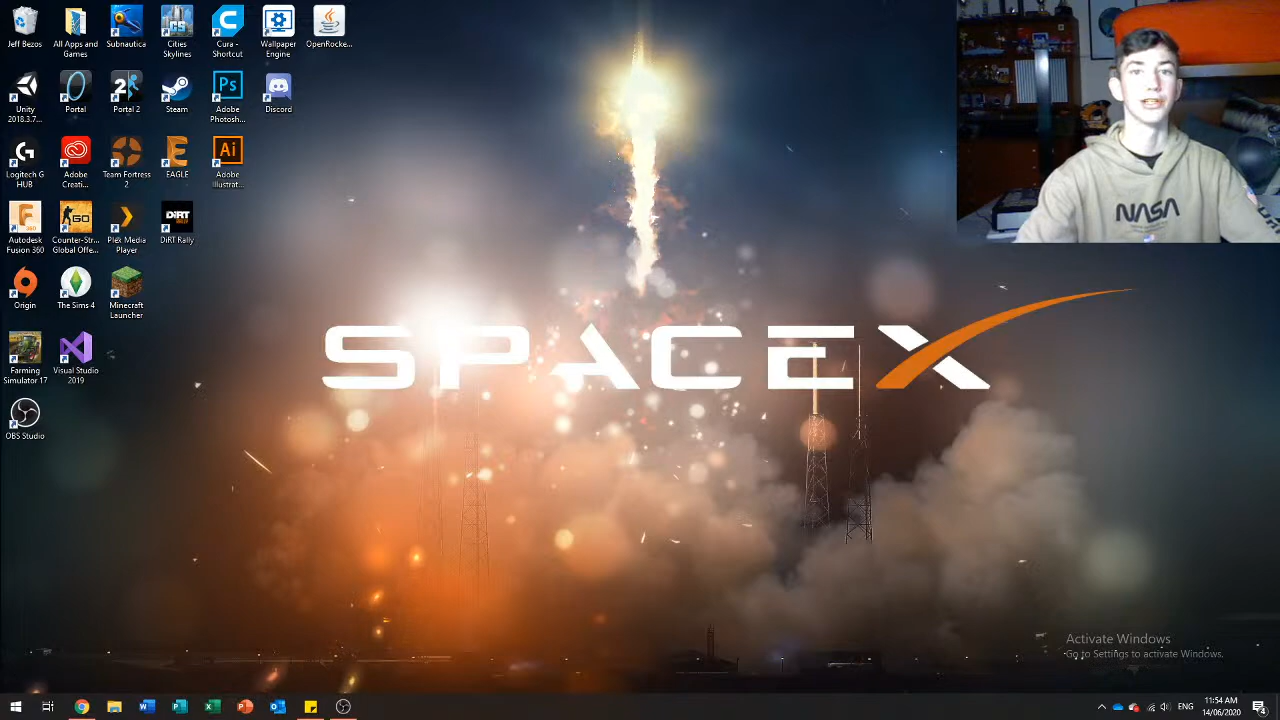 Jeff Bezos
All Apps and
Games
Subnautica
Cities
Skylines
Cura -
Shortcut
Wallpaper
Engine
OpenRocke...
Unity
2018.3.7...
Portal
Portal 2
Steam
Adobe
Photosh...
Discord
Logitech G
HUB
Adobe
Creati...
Team Fortress
2
EAGLE
Adobe
Illustrat...
Autodesk
Fusion 360
Counter-Str...
Global Offe...
Plex Media
Player
DiRT Rally
Origin
The Sims 4
Minecraft
Launcher
Farming
Simulator 17
Visual Studio
2019
OBS Studio
SPACEX
NASA
Activate Windows
Go to Settings to activate Windows.
ENG
11:54 AM
14/06/2020